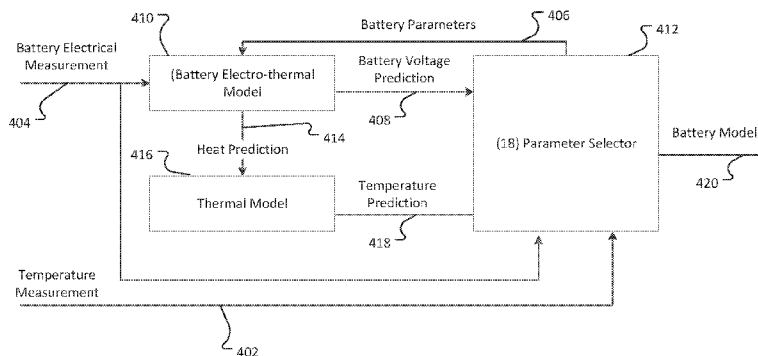 410
Battery Parameters
406
412
Battery Electrical
Measurement
404
(Battery Electro-thermal
Model
Battery Voltage
Prediction
408
414
(18) Parameter Selector
Battery Model
420
416
Heat Prediction
Thermal Model
Temperature
Prediction
418
Temperature
Measurement
402